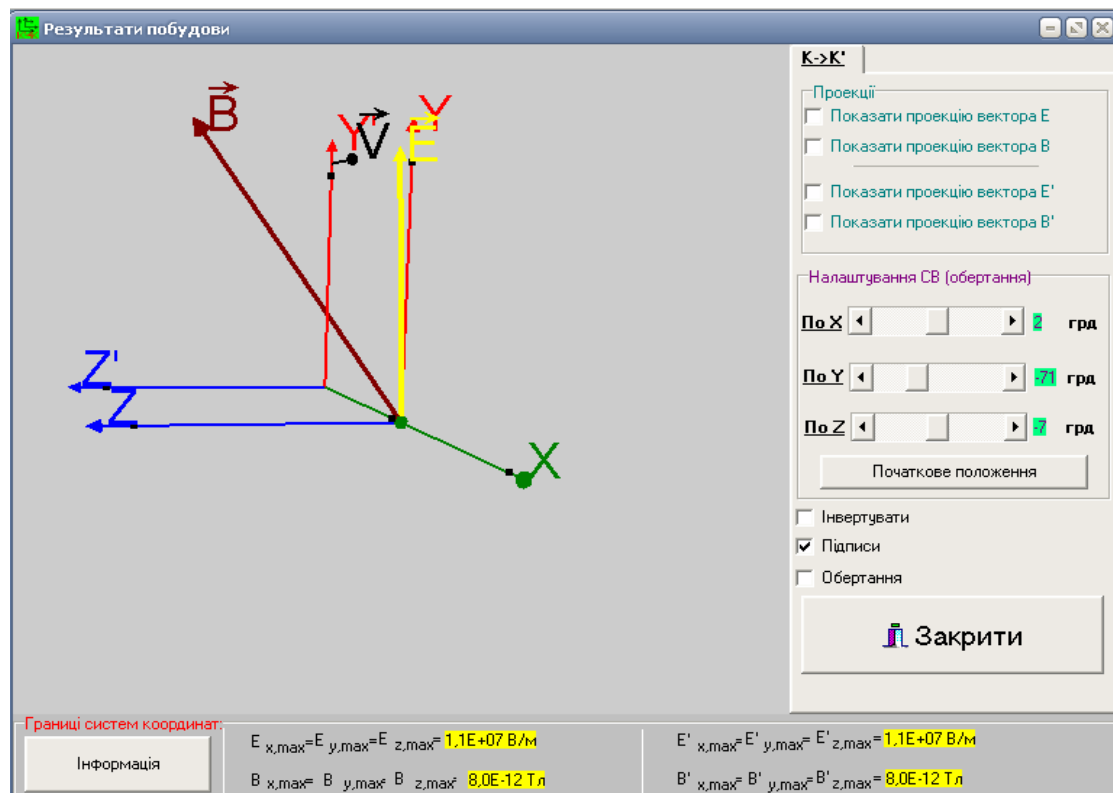 Результати побудови
B
Y'
V
Y
E
Z'
Z
X
K->K'
Проекції
Показати проекцію вектора E
Показати проекцію вектора B
Показати проекцію вектора E'
Показати проекцію вектора B'
Налаштування СВ (обертання)
По X 2 грд
По Y -71 грд
По Z -7 грд
Початкове положення
Інвертувати
Підписи
Обертання
Закрити
Границі систем координат:
Інформація
E x,max=E y,max=E z,max= 1,1E+07 В/м
B x,max= B y,max= B z,max= 8,0E-12 Тл
E' x,max=E' y,max= E'z,max= 1,1E+07 В/м
B' x,max= B' y,max= B'z,max = 8,0E-12 Тл